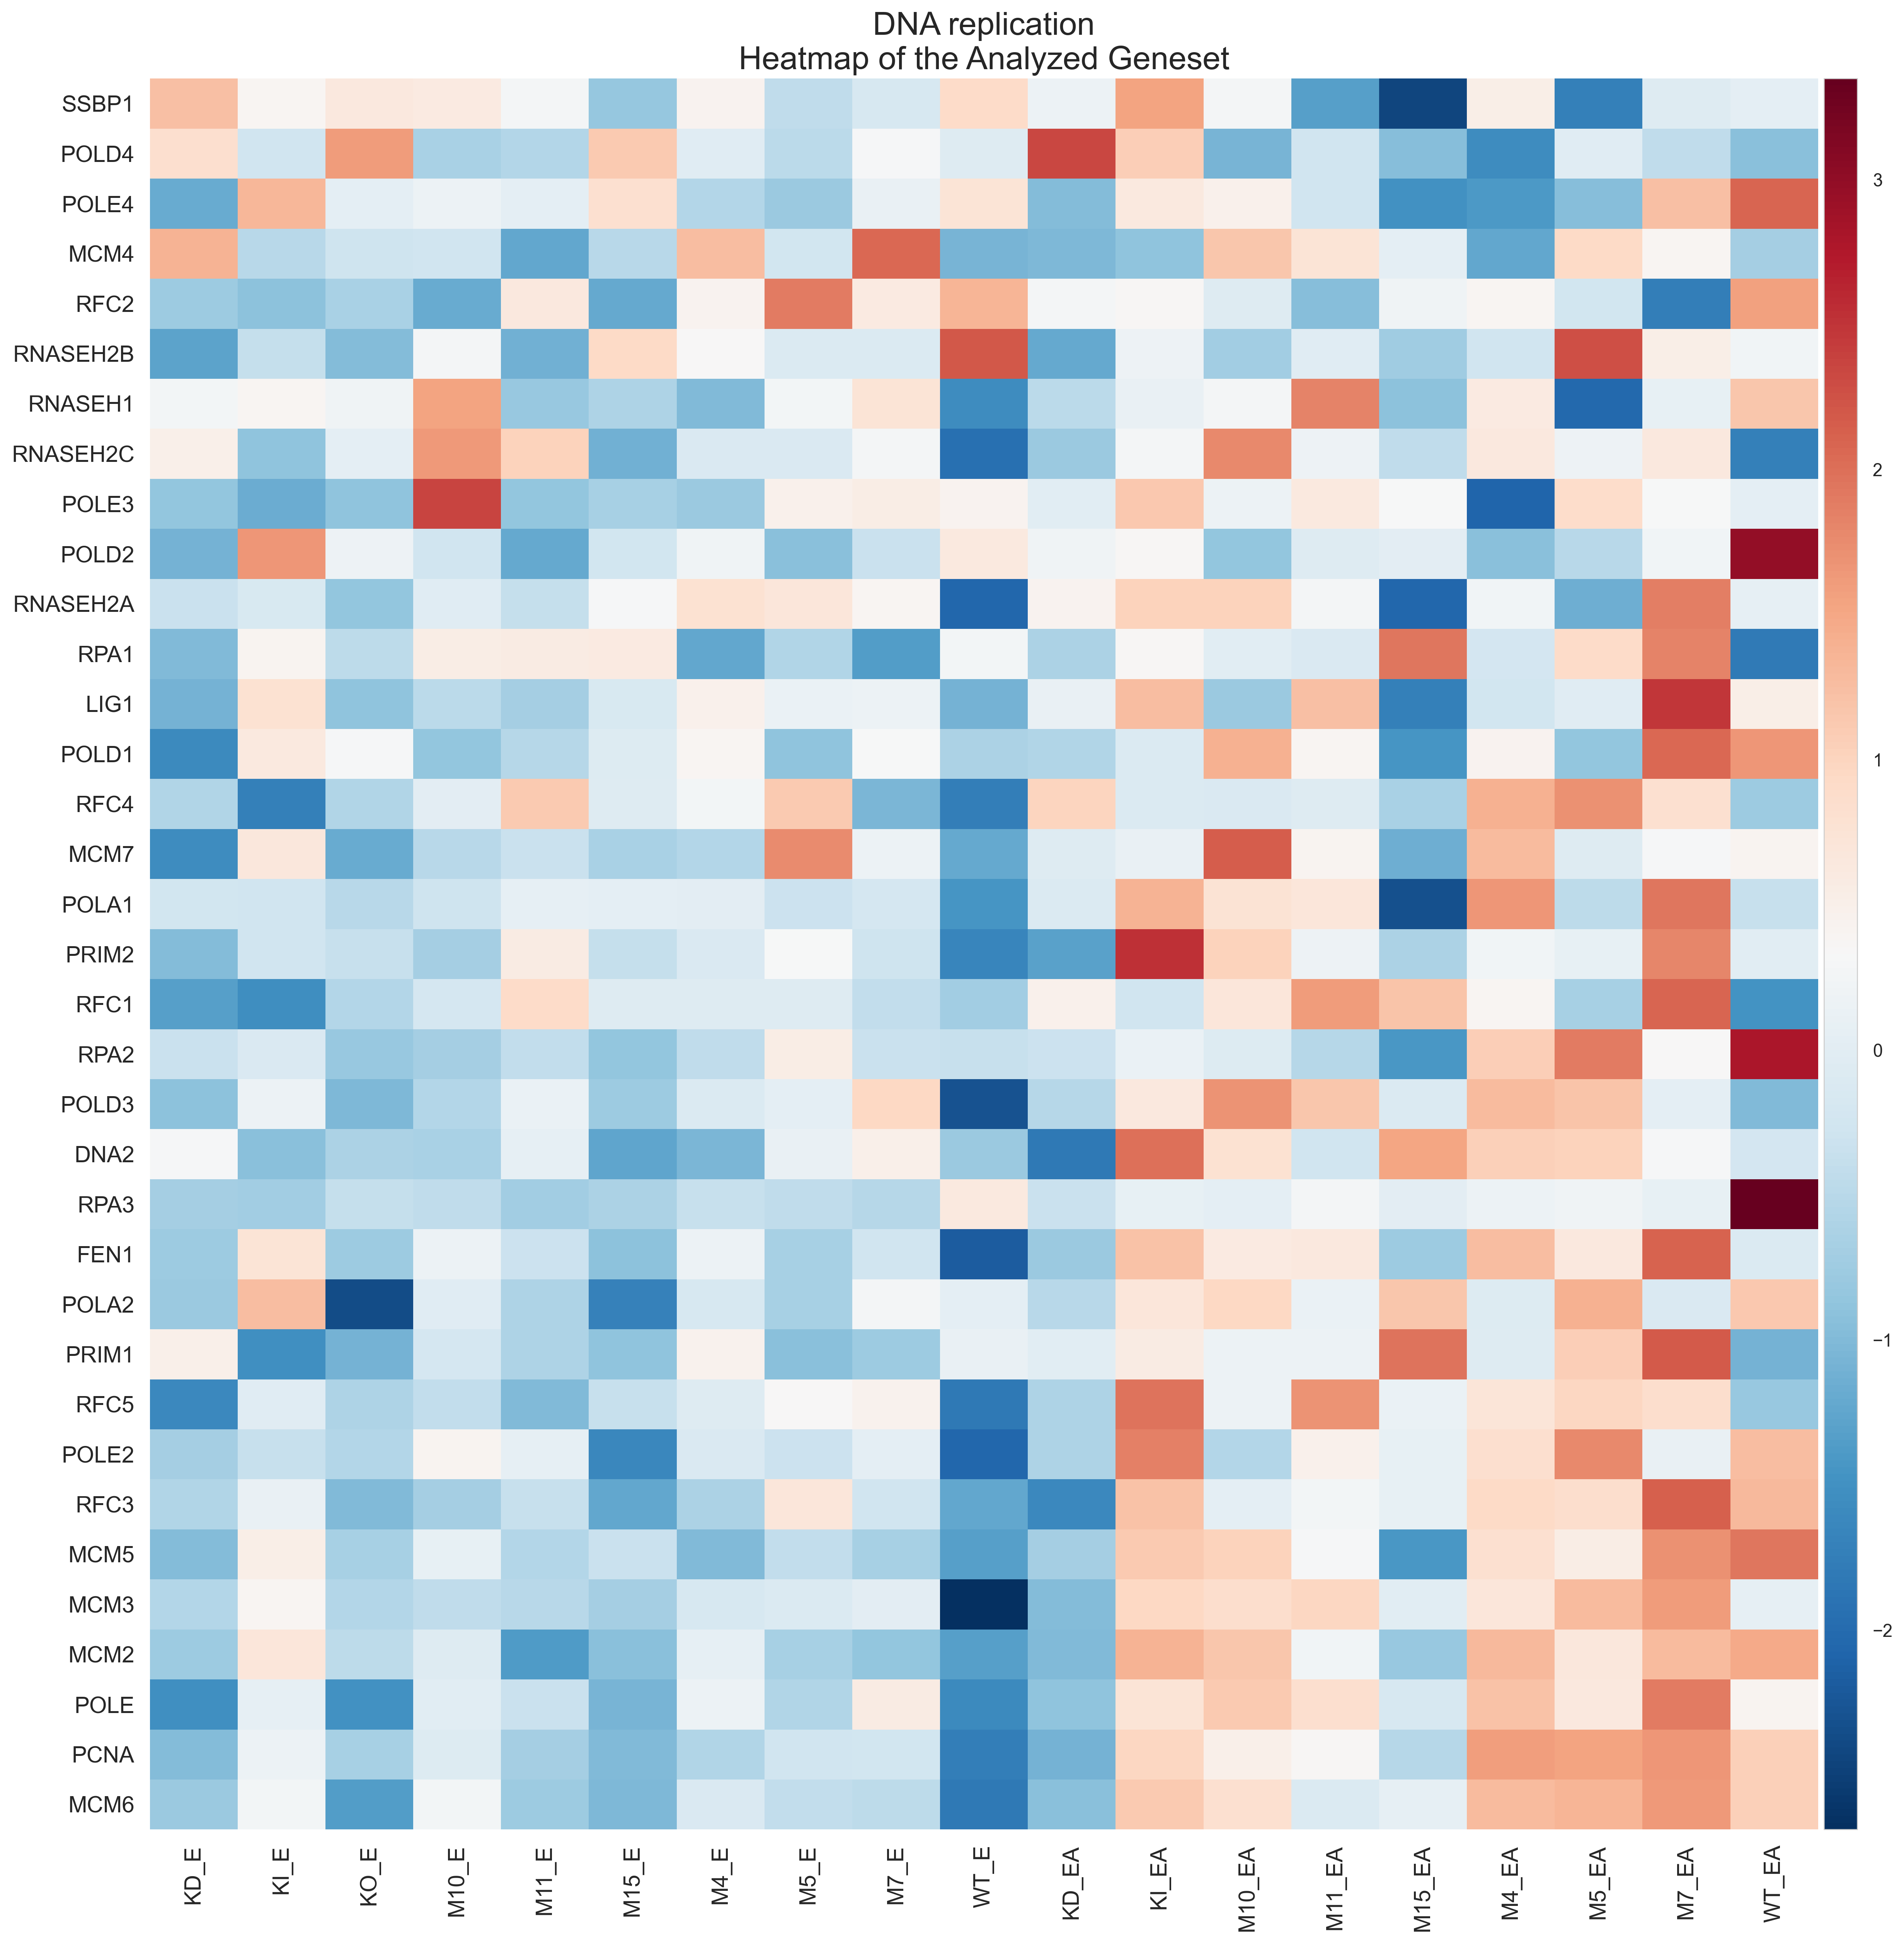 DNA replication
Heatmap of the Analyzed Geneset
SSBP1
POLD4
POLE4
MCM4
RFC2
RNASEH2B
RNASEH1
RNASEH2C
POLE3
POLD2
RNASEH2A
RPA1
LIG1
POLD1
RFC4
MCM7
POLA1
PRIM2
RFC1
RPA2
POLD3
DNA2
RPA3
FEN1
POLA2
PRIM1
RFC5
POLE2
RFC3
MCM5
MCM3
MCM2
POLE
PCNA
MCM6
KD_E
KI_E
KO_E
M10_E
M11_E
M15_E
M4_E
M5_E
M7_E
WT_E
KD_EA
KI_EA
M10_EA
M11_EA
M15_EA
M4_EA
M5_EA
M7_EA
WT_EA
3
2
1
0
−1
−2